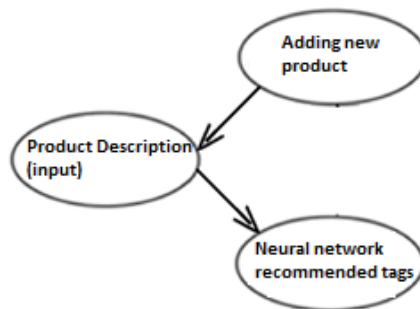 Adding new
product
Product Description
(input)
Neural network
recommended tags